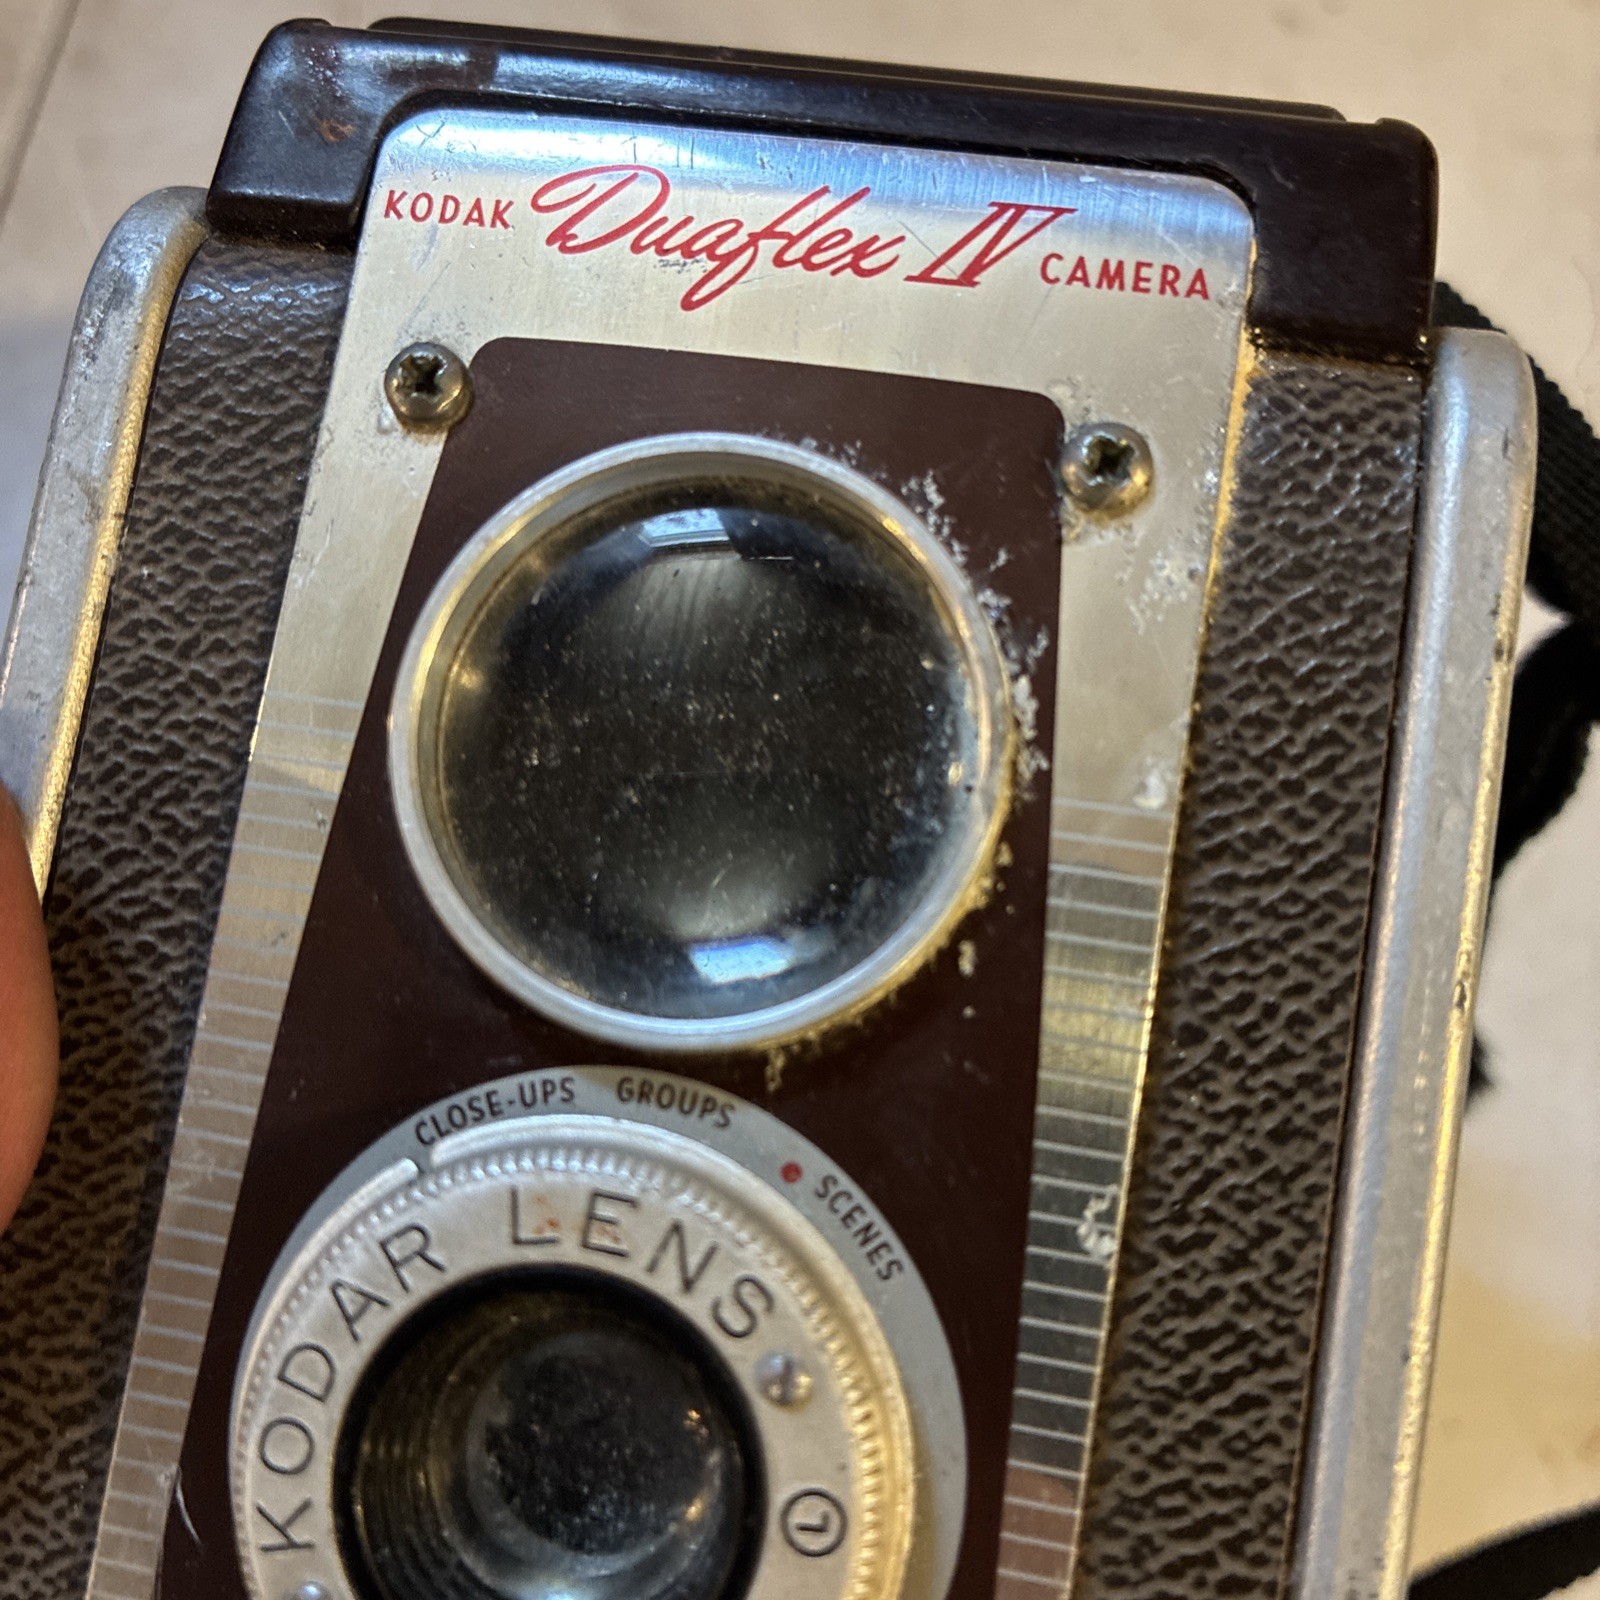 KODAK Duaflex IV CAMERA
CLOSE-UPS GROUPS • SCENES
KODAR LENS
Ⓛ